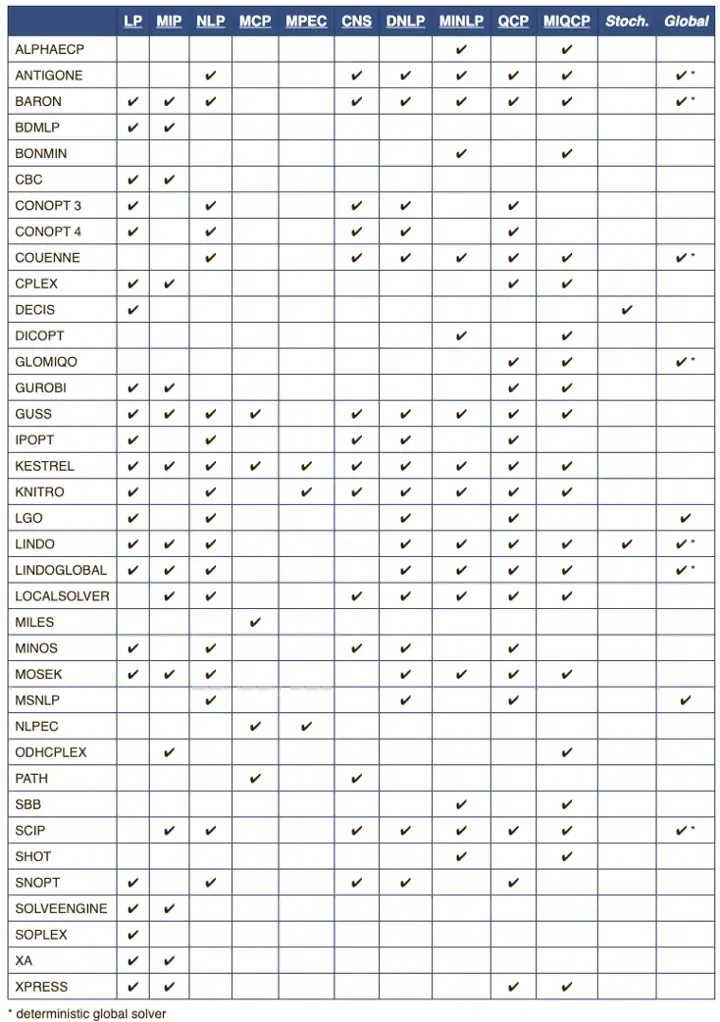 LP MIP NLP MCP MPEC CNS DNLP MINLP QCP MIQCP Stoch. Global
ALPHAECP ✔ ✔
ANTIGONE ✔ ✔ ✔ ✔ ✔ ✔ ✔*
BARON ✔ ✔ ✔ ✔ ✔ ✔ ✔ ✔ ✔*
BDMLP ✔ ✔
BONMIN ✔ ✔
CBC ✔ ✔
CONOPT 3 ✔ ✔ ✔ ✔ ✔
CONOPT 4 ✔ ✔ ✔ ✔ ✔
COUENNE ✔ ✔ ✔ ✔ ✔ ✔ ✔*
CPLEX ✔ ✔ ✔ ✔
DECIS ✔ ✔
DICOPT ✔ ✔
GLOMIQO ✔ ✔ ✔*
GUROBI ✔ ✔ ✔ ✔
GUSS ✔ ✔ ✔ ✔ ✔ ✔ ✔ ✔ ✔
IPOPT ✔ ✔ ✔ ✔ ✔
KESTREL ✔ ✔ ✔ ✔ ✔ ✔ ✔ ✔ ✔ ✔
KNITRO ✔ ✔ ✔ ✔ ✔ ✔ ✔ ✔
LGO ✔ ✔ ✔ ✔ ✔
LINDO ✔ ✔ ✔ ✔ ✔ ✔ ✔ ✔ ✔*
LINDOGLOBAL ✔ ✔ ✔ ✔ ✔ ✔ ✔ ✔*
LOCALSOLVER ✔ ✔ ✔ ✔ ✔ ✔ ✔
MILES ✔
MINOS ✔ ✔ ✔ ✔ ✔
MOSEK ✔ ✔ ✔ ✔ ✔ ✔ ✔
MSNLP ✔ ✔ ✔ ✔
NLPEC ✔ ✔
ODHCPLEX ✔ ✔
PATH ✔ ✔
SBB ✔ ✔
SCIP ✔ ✔ ✔ ✔ ✔ ✔ ✔ ✔*
SHOT ✔ ✔
SNOPT ✔ ✔ ✔ ✔ ✔
SOLVEENGINE ✔ ✔
SOPLEX ✔
XA ✔ ✔
XPRESS ✔ ✔ ✔ ✔
* deterministic global solver